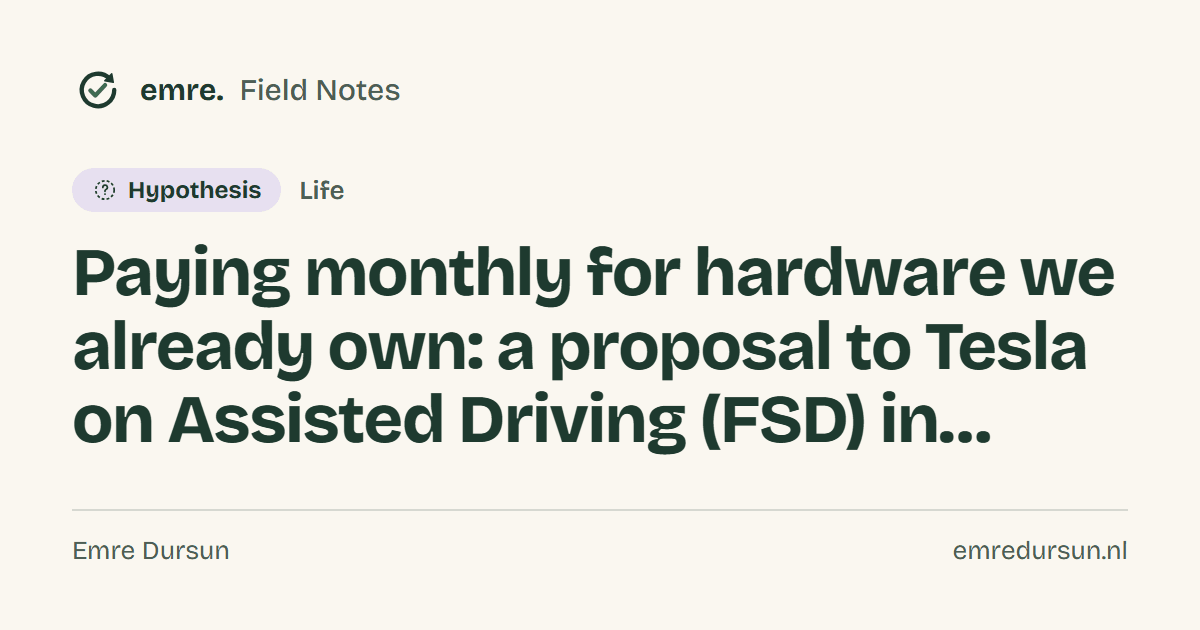 emre. Field Notes
Hypothesis Life
Paying monthly for hardware we
already own: a proposal to Tesla
on Assisted Driving (FSD) in...
Emre Dursun emredursun.nl